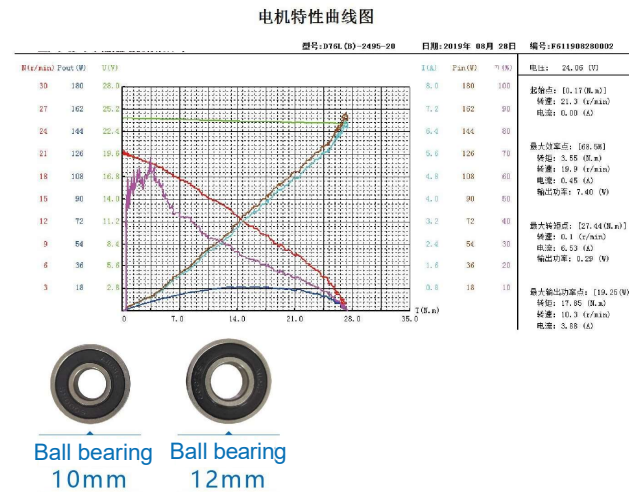 电机特性曲线图
型号:D76L(B)-2495-20 日期:2019年 08月 28日 编号:F611908280002
N(r/min) Pout(W) U(V) I(A) Pin(W) η(%) 电压: 24.06 (V)
30 180 28.0 8.0 180 100
27 162 25.2 7.2 162 90
24 144 22.4 6.4 144 80
21 126 19.6 5.6 126 70
18 108 16.8 4.8 108 60
15 90 14.0 4.0 90 50
12 72 11.2 3.2 72 40
9 54 8.4 2.4 54 30
6 36 5.6 1.6 36 20
3 18 2.8 0.8 18 10
0 7.0 14.0 21.0 28.0 35.0
T(N.m)
起始点: [0.17(N.m)]
转速: 21.3 (r/min)
电流: 0.00 (A)
最大效率点: [68.5%]
转矩: 3.55 (N.m)
转速: 19.9 (r/min)
电流: 0.45 (A)
输出功率: 7.40 (W)
最大转矩点: [27.44(N.m)]
转速: 0.1 (r/min)
电流: 6.53 (A)
输出功率: 0.29 (W)
最大输出功率点: [19.25(W)
转矩: 17.85 (N.m)
转速: 10.3 (r/min)
电流: 3.88 (A)
Ball bearing
10mm
Ball bearing
12mm